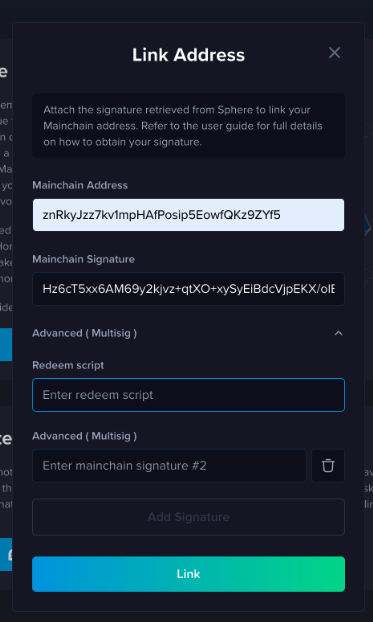 Link Address
Attach the signature retrieved from Sphere to link your
Mainchain address. Refer to the user guide for full details
on how to obtain your signature.
Mainchain Address
znRkyJzz7kv1mpHAfPosip5EowfQKz9ZYf5
Mainchain Signature
Hz6cT5xx6AM69y2kjvz+qtXO+xySyEIBdcVjpEKX/oIE
Advanced ( Multisig )
Redeem script
Enter redeem script
Advanced ( Multisig )
Enter mainchain signature #2
Add Signature
Link